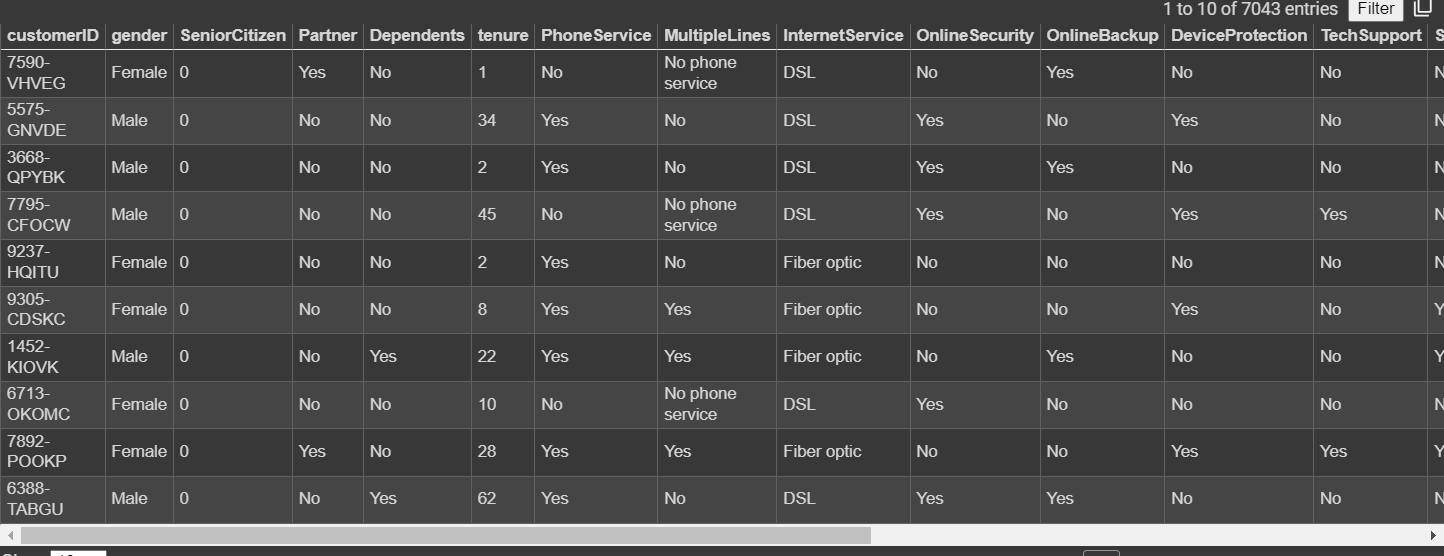 1 to 10 of 7043 entries Filter
customerID gender SeniorCitizen Partner Dependents tenure PhoneService MultipleLines InternetService OnlineSecurity OnlineBackup DeviceProtection TechSupport S
7590-VHVEG Female 0 Yes No 1 No No phone service DSL No Yes No No N
5575-GNVDE Male 0 No No 34 Yes No DSL Yes No Yes No N
3668-QPYBK Male 0 No No 2 Yes No DSL Yes Yes No No N
7795-CFOCW Male 0 No No 45 No No phone service DSL Yes No Yes Yes N
9237-HQITU Female 0 No No 2 Yes No Fiber optic No No No No N
9305-CDSKC Female 0 No No 8 Yes Yes Fiber optic No No Yes No Y
1452-KIOVK Male 0 No Yes 22 Yes Yes Fiber optic No Yes No No Y
6713-OKOMC Female 0 No No 10 No No phone service DSL Yes No No No N
7892-POOKP Female 0 Yes No 28 Yes Yes Fiber optic No No Yes Yes Y
6388-TABGU Male 0 No Yes 62 Yes No DSL Yes Yes No No N